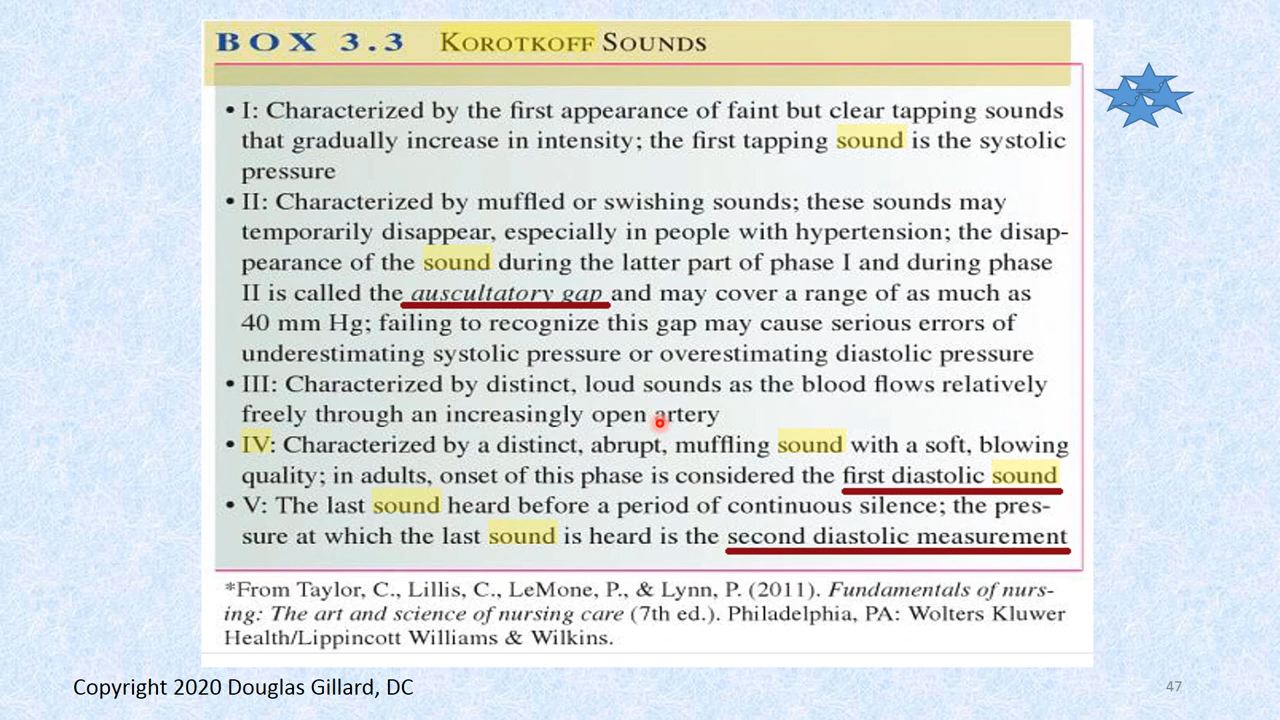 BOX 3.3 KOROTKOFF SOUNDS
• I: Characterized by the first appearance of faint but clear tapping sounds
that gradually increase in intensity; the first tapping sound is the systolic
pressure
• II: Characterized by muffled or swishing sounds; these sounds may
temporarily disappear, especially in people with hypertension; the disap-
pearance of the sound during the latter part of phase I and during phase
II is called the auscultatory gap and may cover a range of as much as
40 mm Hg; failing to recognize this gap may cause serious errors of
underestimating systolic pressure or overestimating diastolic pressure
• III: Characterized by distinct, loud sounds as the blood flows relatively
freely through an increasingly open artery
• IV: Characterized by a distinct, abrupt, muffling sound with a soft, blowing
quality; in adults, onset of this phase is considered the first diastolic sound
• V: The last sound heard before a period of continuous silence; the pres-
sure at which the last sound is heard is the second diastolic measurement
*From Taylor, C., Lillis, C., LeMone, P., & Lynn, P. (2011). Fundamentals of nurs-
ing: The art and science of nursing care (7th ed.). Philadelphia, PA: Wolters Kluwer
Health/Lippincott Williams & Wilkins.
Copyright 2020 Douglas Gillard, DC
47